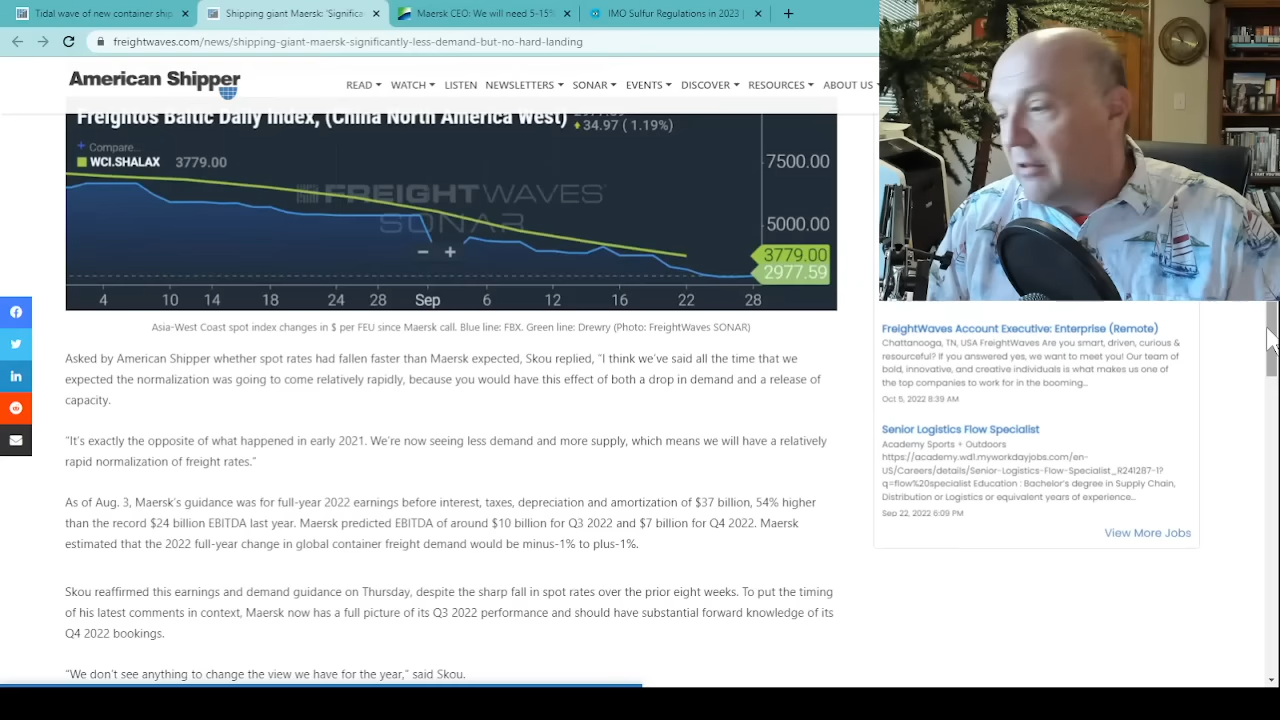 Tidal wave of container ship
Shipping giant Maersk 'Significa
Maersk CEO: We will need 5-15%
IMO Sulfur Regulations in 2023 |
freightwaves.com/news/shipping-giant-maersk-significantly-less-demand-but-no-hard-landing
American Shipper
READ WATCH LISTEN NEWSLETTERS SONAR EVENTS DISCOVER RESOURCES ABOUT US
Freightos Baltic Daily Index, (China North America West)
34.97 ( 1.19%)
Compare...
WCI.SHALAX 3779.00
FREIGHTWAVES
SONAR
7500.00
5000.00
3779.00
2977.59
4 10 14 18 24 28 Sep 6 12 16 22 28
Asia-West Coast spot index changes in $ per FEU since Maersk call. Blue line: FBX. Green line: Drewry (Photo: FreightWaves SONAR)
Asked by American Shipper whether spot rates had fallen faster than Maersk expected, Skou replied, "I think we've said all the time that we
expected the normalization was going to come relatively rapidly, because you would have this effect of both a drop in demand and a release of
capacity.
"It's exactly the opposite of what happened in early 2021. We're now seeing less demand and more supply, which means we will have a relatively
rapid normalization of freight rates."
As of Aug. 3, Maersk's guidance was for full-year 2022 earnings before interest, taxes, depreciation and amortization of $37 billion, 54% higher
than the record $24 billion EBITDA last year. Maersk predicted EBITDA of around $10 billion for Q3 2022 and $7 billion for Q4 2022. Maersk
estimated that the 2022 full-year change in global container freight demand would be minus-1% to plus-1%.
Skou reaffirmed this earnings and demand guidance on Thursday, despite the sharp fall in spot rates over the prior eight weeks. To put the timing
of his latest comments in context, Maersk now has a full picture of its Q3 2022 performance and should have substantial forward knowledge of its
Q4 2022 bookings.
"We don't see anything to change the view we have for the year," said Skou.
FreightWaves Account Executive: Enterprise (Remote)
Chattanooga, TN, USA FreightWaves Are you smart, driven, curious &
resourceful? If you answered yes, we want to meet you! Our team of
bold, innovative, and creative individuals is what makes us one of
the top companies to work for in the booming...
Oct 5, 2022 8:39 AM
Senior Logistics Flow Specialist
Academy Sports + Outdoors
https://academy.wd1.myworkdayjobs.com/en-
US/Careers/details/Senior-Logistics-Flow-Specialist_R241287-1?
q=flow%20specialist Education : Bachelor's degree in Supply Chain,
Distribution or Logistics or equivalent years of experience...
Sep 22, 2022 6:09 PM
View More Jobs